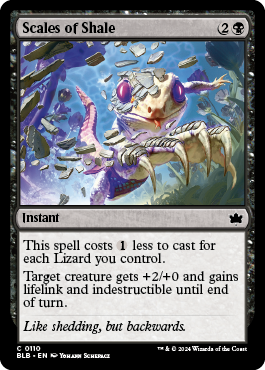 Scales of Shale 2
Instant
This spell costs 1 less to cast for
each Lizard you control.
Target creature gets +2/+0 and gains
lifelink and indestructible until end
of turn.
Like shedding, but backwards.
C 0110
BLB • EN Yohann Schepacz
™ & © 2024 Wizards of the Coast